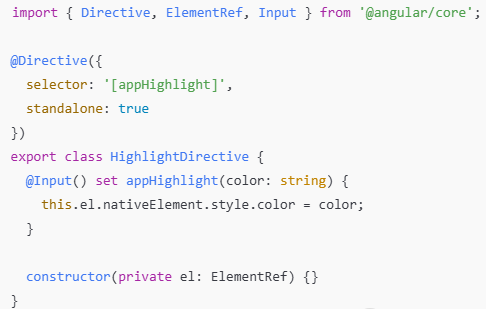 import { Directive, ElementRef, Input } from '@angular/core';
@Directive({
  selector: '[appHighlight]',
  standalone: true
})
export class HighlightDirective {
  @Input() set appHighlight(color: string) {
    this.el.nativeElement.style.color = color;
  }
  constructor(private el: ElementRef) {}
}